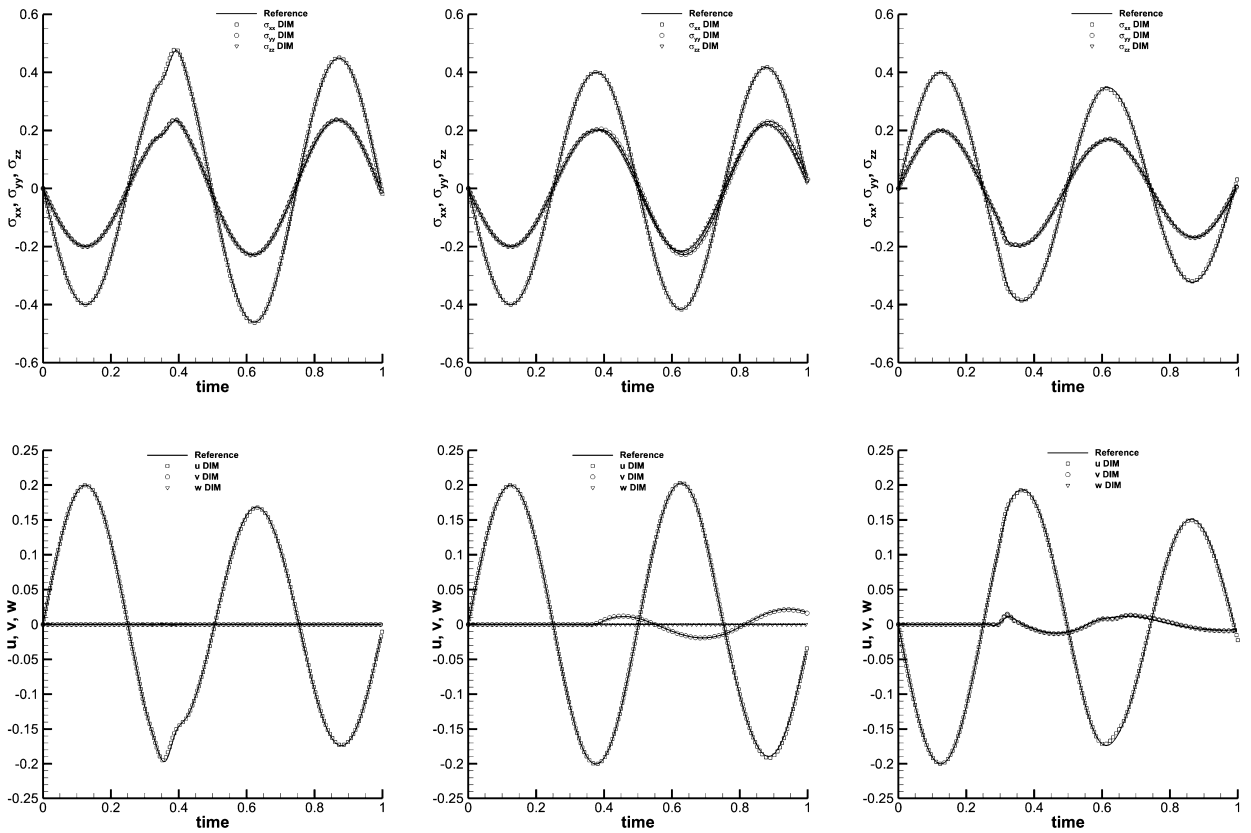 Reference
σxx DIM
σyy DIM
σzz DIM
σxx, σyy, σzz
0.6
0.4
0.2
0
-0.2
-0.4
-0.6
0 0.2 0.4 0.6 0.8 1
time
Reference
σxx DIM
σyy DIM
σzz DIM
σxx, σyy, σzz
0.6
0.4
0.2
0
-0.2
-0.4
-0.6
0 0.2 0.4 0.6 0.8 1
time
Reference
σxx DIM
σyy DIM
σzz DIM
σxx, σyy, σzz
0.6
0.4
0.2
0
-0.2
-0.4
-0.6
0 0.2 0.4 0.6 0.8 1
time
Reference
u DIM
v DIM
w DIM
u, v, w
0.25
0.2
0.15
0.1
0.05
0
-0.05
-0.1
-0.15
-0.2
-0.25
0 0.2 0.4 0.6 0.8 1
time
Reference
u DIM
v DIM
w DIM
u, v, w
0.25
0.2
0.15
0.1
0.05
0
-0.05
-0.1
-0.15
-0.2
-0.25
0 0.2 0.4 0.6 0.8 1
time
Reference
u DIM
v DIM
w DIM
u, v, w
0.25
0.2
0.15
0.1
0.05
0
-0.05
-0.1
-0.15
-0.2
-0.25
0 0.2 0.4 0.6 0.8 1
time